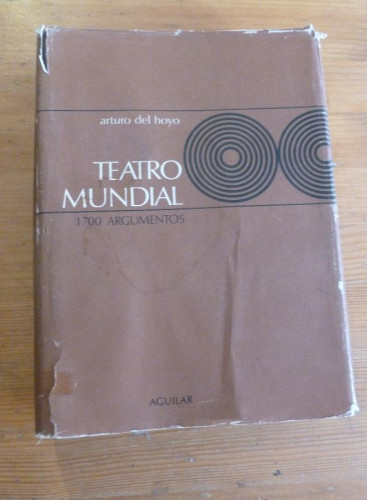 arturo del hoyo
TEATRO
MUNDIAL
1700 ARGUMENTOS
AGUILAR